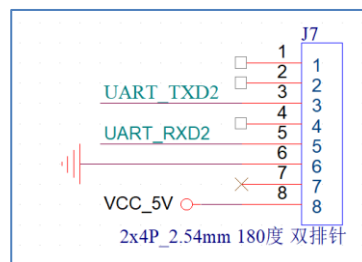 J7
1 1
2 2
UART_TXD2 3 3
4 4
UART_RXD2 5 5
6 6
7 7
VCC_5V 8 8
2x4P_2.54mm 180度 双排针